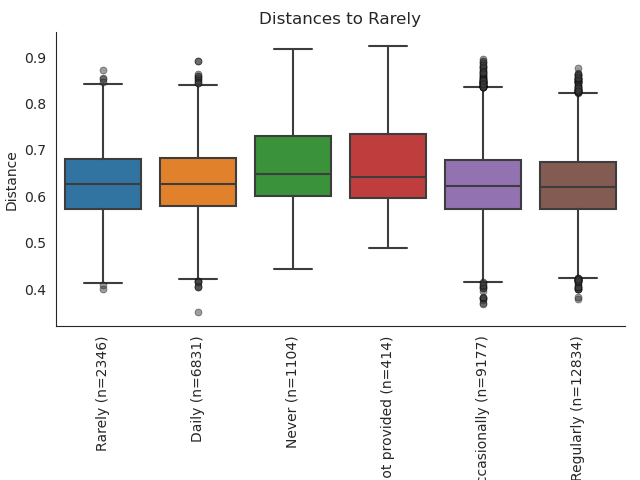 Distances to Rarely
Distance
0.9
0.8
0.7
0.6
0.5
0.4
Rarely (n=2346)
Daily (n=6831)
Never (n=1104)
ot provided (n=414)
ccasionally (n=9177)
Regularly (n=12834)